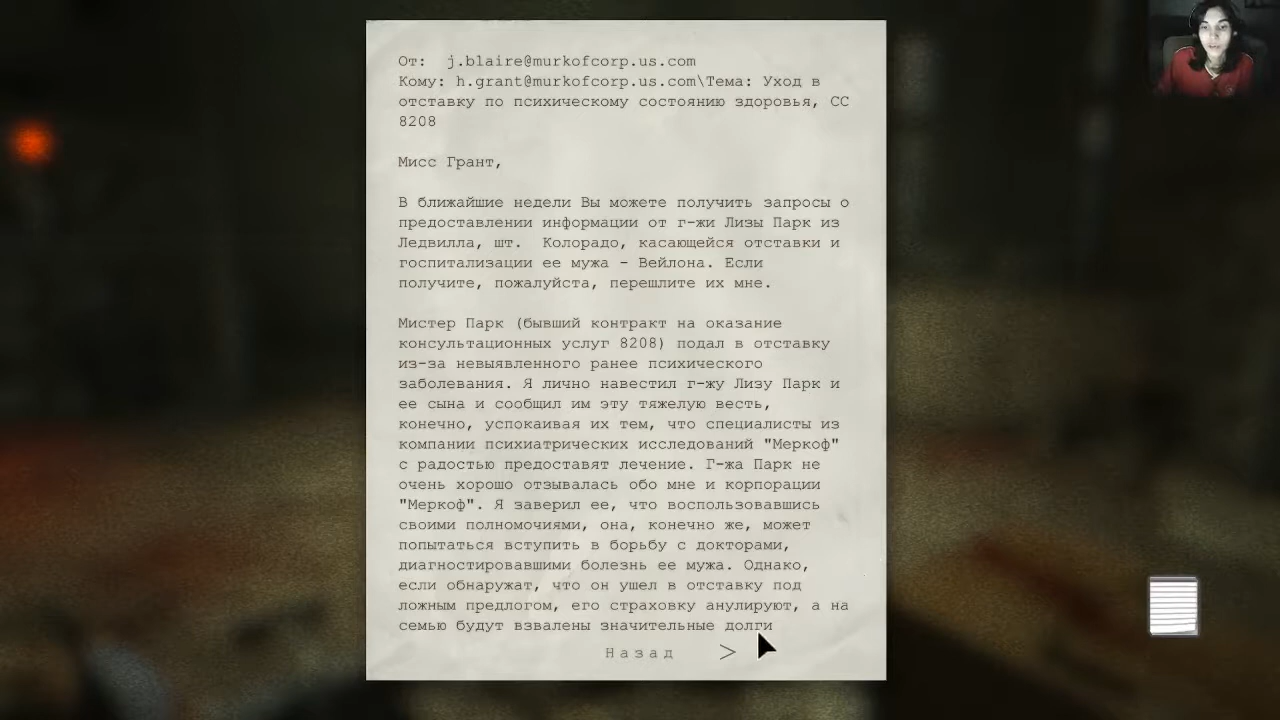 От:  j.blaire@murkofcorp.us.com
Кому: h.grant@murkofcorp.us.com\Тема: Уход в
отставку по психическому состоянию здоровья, СС
8208
Мисс Грант,
В ближайшие недели Вы можете получить запросы о
предоставлении информации от г-жи Лизы Парк из
Ледвилла, шт.  Колорадо, касающейся отставки и
госпитализации ее мужа - Вейлона. Если
получите, пожалуйста, перешлите их мне.
Мистер Парк (бывший контракт на оказание
консультационных услуг 8208) подал в отставку
из-за невыявленного ранее психического
заболевания. Я лично навестил г-жу Лизу Парк и
ее сына и сообщил им эту тяжелую весть,
конечно, успокаивая их тем, что специалисты из
компании психиатрических исследований "Меркоф"
с радостью предоставят лечение. Г-жа Парк не
очень хорошо отзывалась обо мне и корпорации
"Меркоф". Я заверил ее, что воспользовавшись
своими полномочиями, она, конечно же, может
попытаться вступить в борьбу с докторами,
диагностировавшими болезнь ее мужа. Однако,
если обнаружат, что он ушел в отставку под
ложным предлогом, его страховку анулируют, а на
семью будут взвалены значительные долги
Назад >